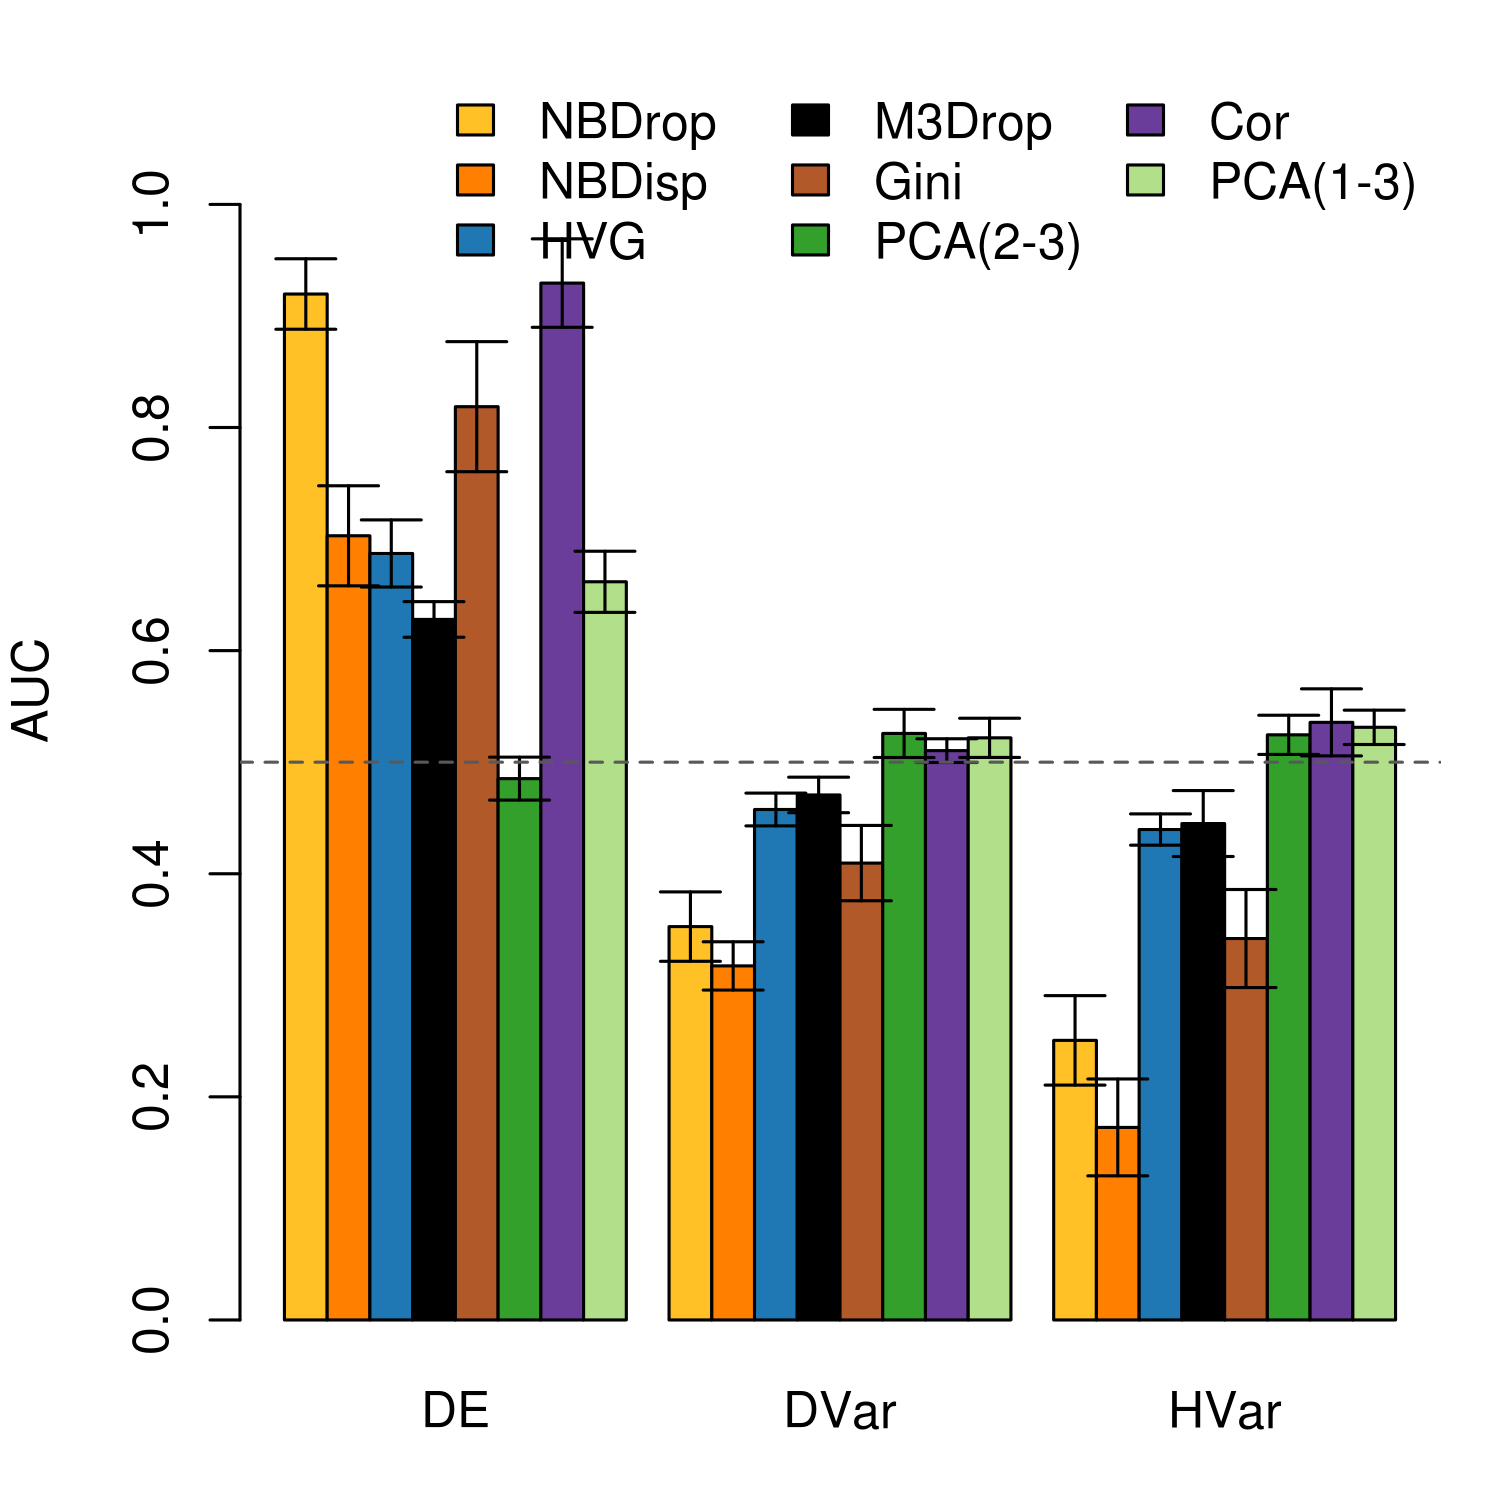 NBDrop M3Drop Cor
NBDisp Gini PCA(1-3)
HVG PCA(2-3)
AUC
1.0
0.8
0.6
0.4
0.2
0.0
DE DVar HVar